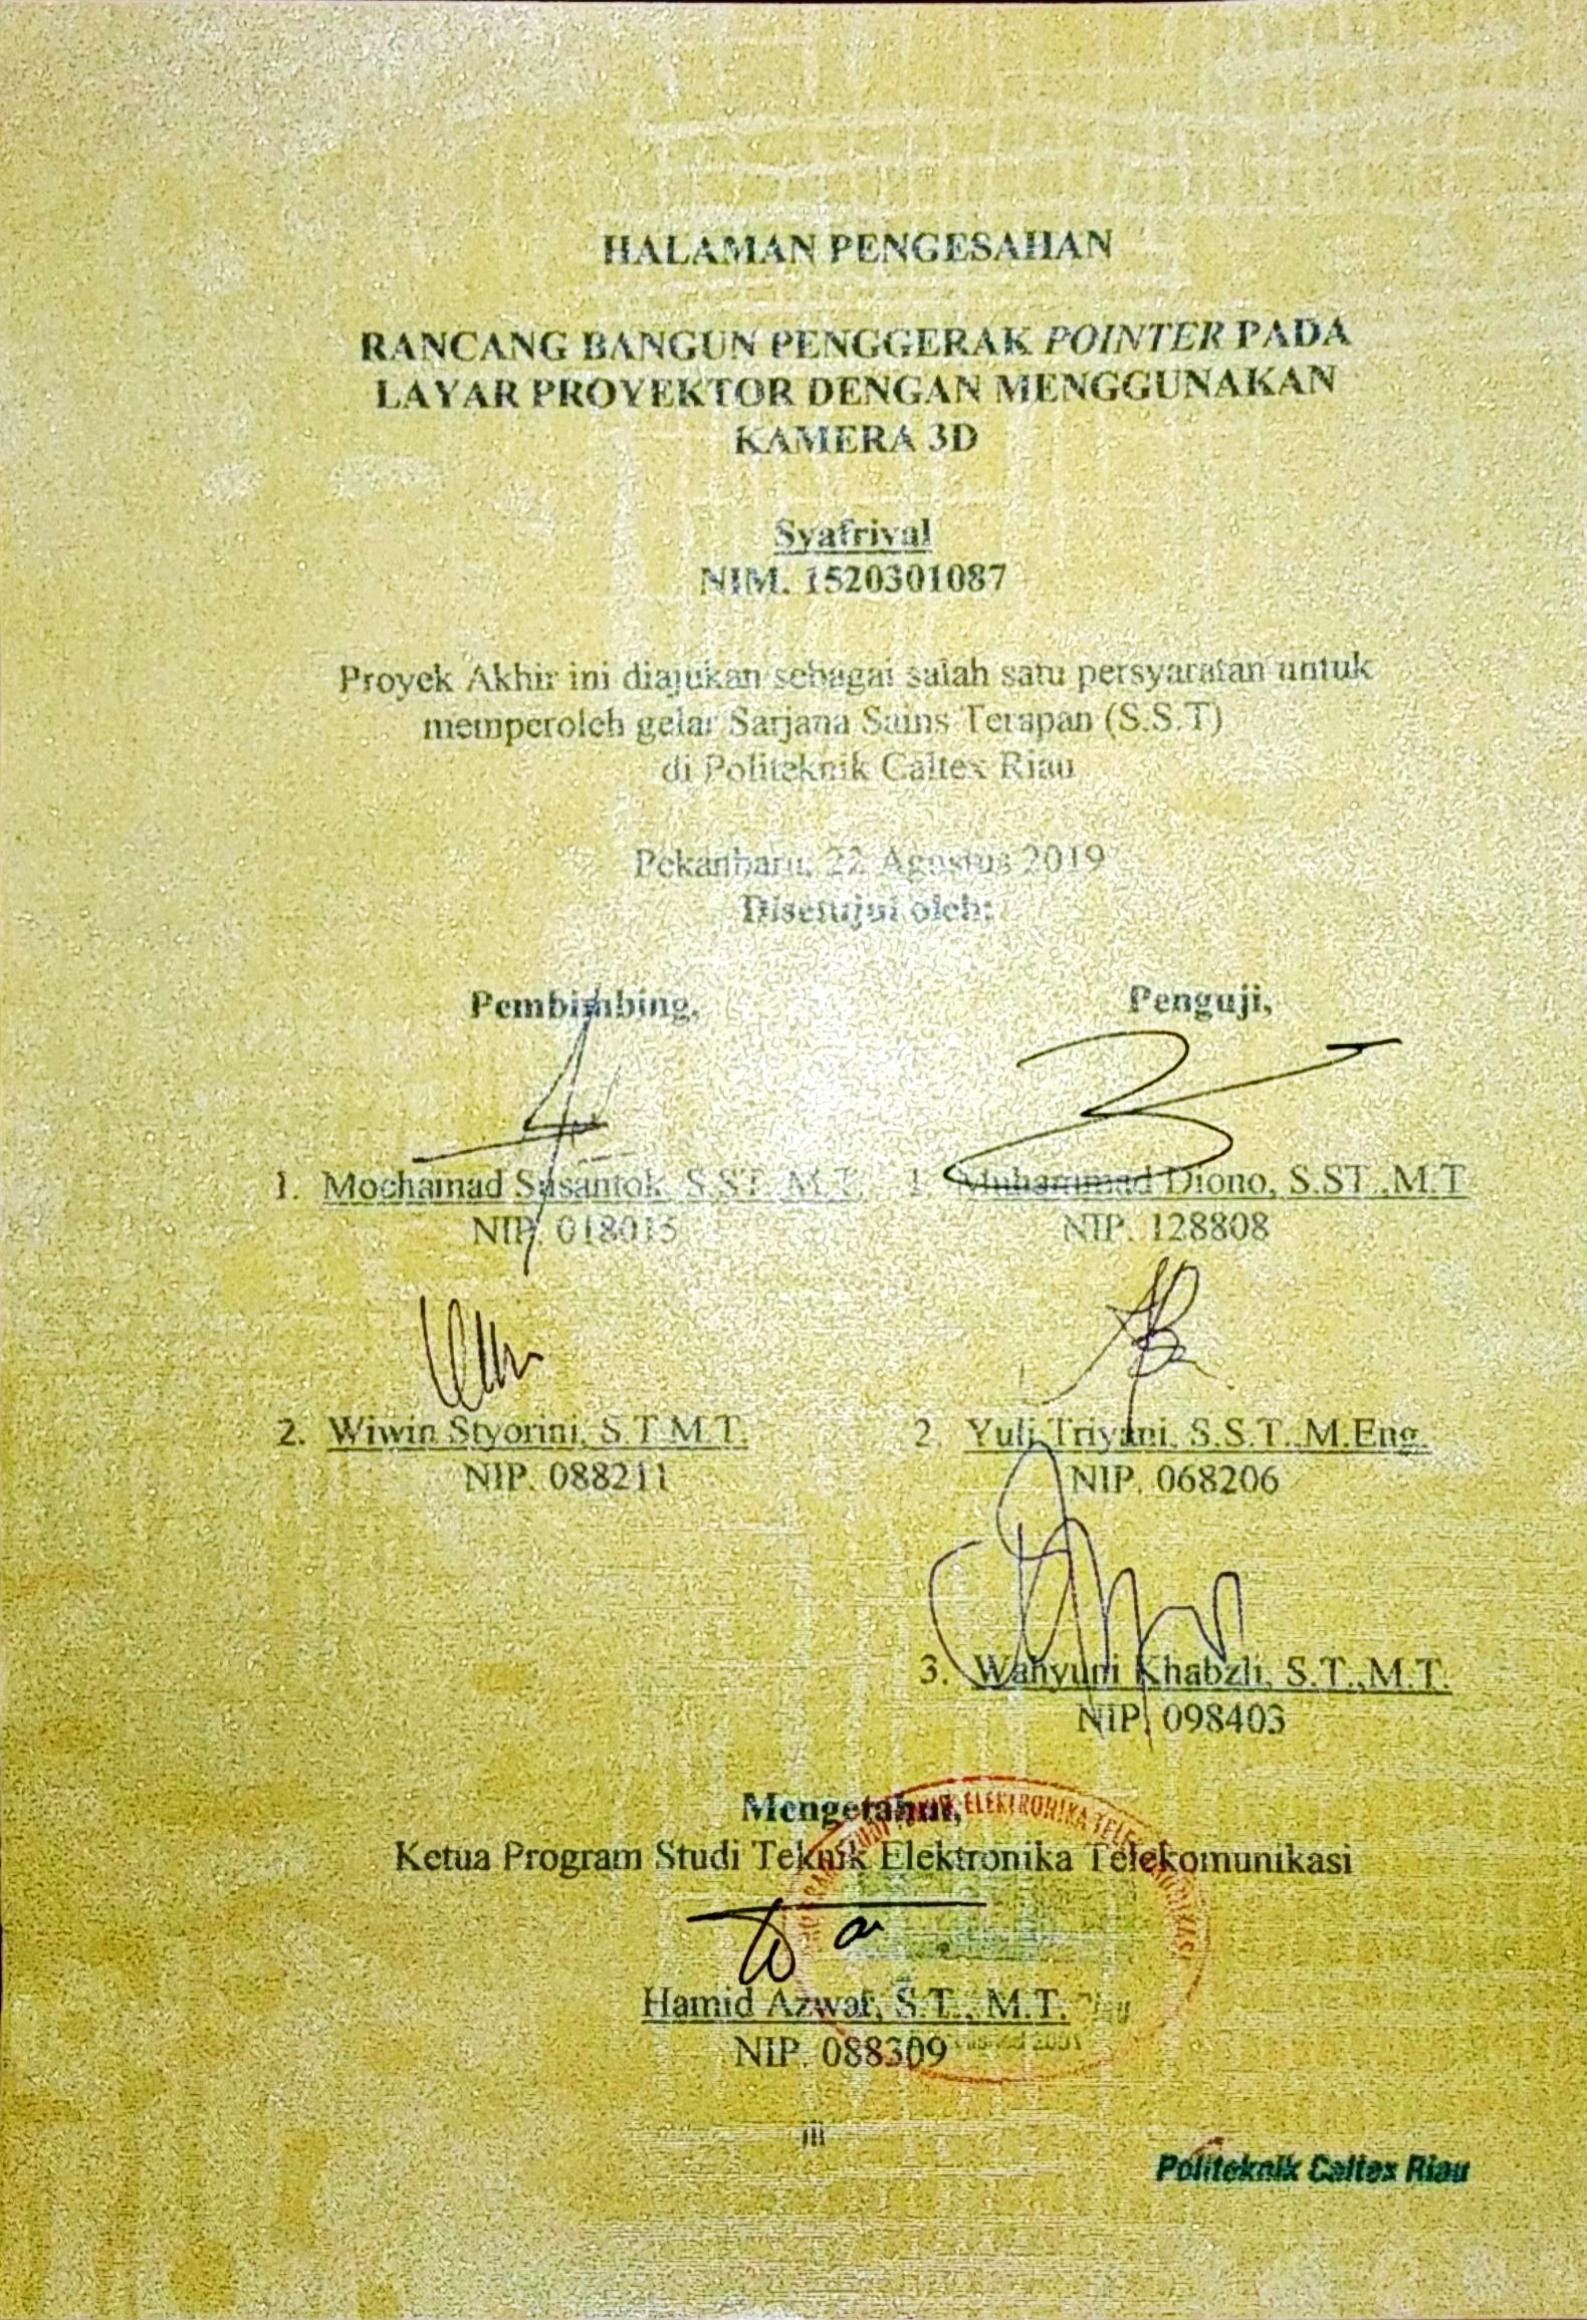 HALAMAN PENGESAHAN
RANCANG BANGUN PENGGERAK POINTER PADA
LAYAR PROYEKTOR DENGAN MENGGUNAKAN
KAMERA 3D
Syafrival
NIM. 1520301087
Proyek Akhir ini diajukan sebagai salah satu persyaratan untuk
memperoleh gelar Sarjana Sains Terapan (S.S.T)
di Politeknik Caltex Riau
Pekanbaru, 22 Agustus 2019
Disetujui oleh:
Pembimbing,
Penguji,
1. Mochamad Susantok, S.ST, M.T
NIP. 018015
1 Muhammad Diono, S.ST.,M.T
NIP. 128808
2. Wiwin Styorini, S.T M.T.
NIP. 088211
2. Yuli Triyani, S.S.T.,M.Eng.
NIP. 068206
3. Wahyuni Khabzli, S.T.,M.T.
NIP. 098403
Mengetahui,
Ketua Program Studi Teknik Elektronika Telekomunikasi
ELEKTRONIKA
Hamid Azwar, S.T., M.T.
Riau
NIP. 088309
2001
iii
Politeknik Caltex Riau